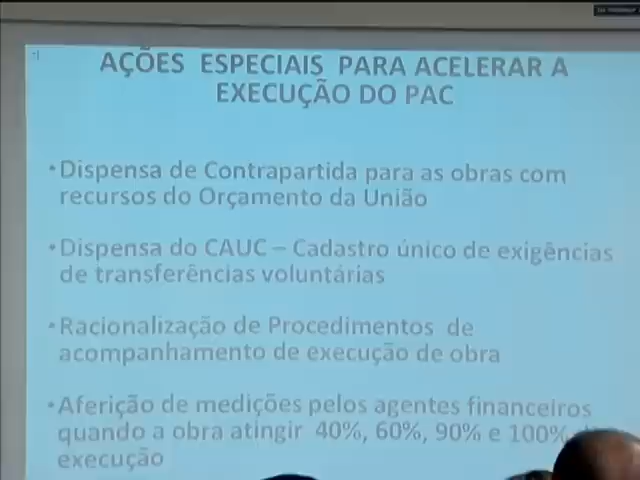 AÇÕES ESPECIAIS PARA ACELERAR A
EXECUÇÃO DO PAC
•Dispensa de Contrapartida para as obras com
recursos do Orçamento da União
•Dispensa do CAUC – Cadastro único de exigências
de transferências voluntárias
•Racionalização de Procedimentos de
acompanhamento de execução de obra
•Aferição de medições pelos agentes financeiros
quando a obra atingir 40%, 60%, 90% e 100%
execução